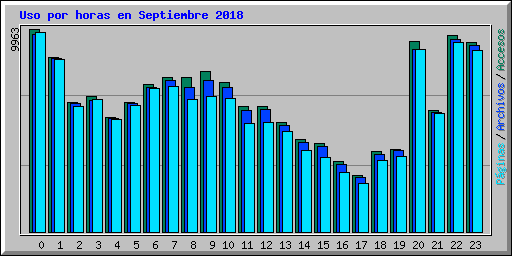 Uso por horas en Septiembre 2018
9963
Páginas / Archivos / Accesos
0 1 2 3 4 5 6 7 8 9 10 11 12 13 14 15 16 17 18 19 20 21 22 23